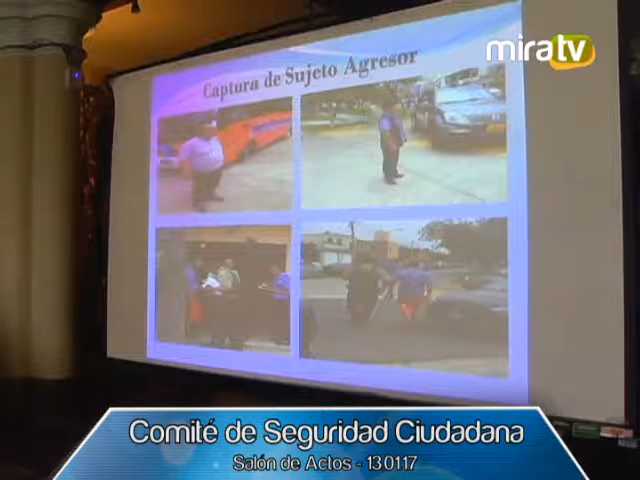 miratv
Captura de Sujeto Agresor
Comité de Seguridad Ciudadana
Salón de Actos - 130117